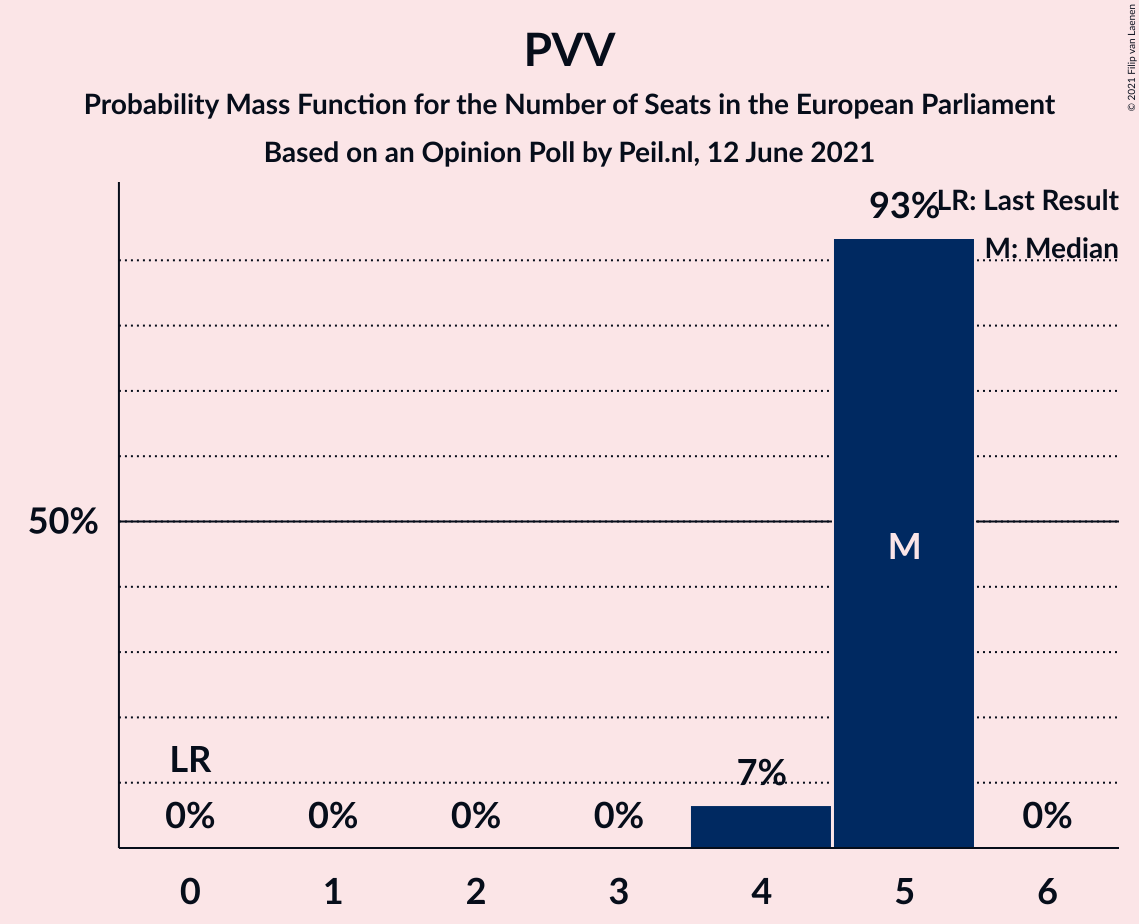 PVV
Probability Mass Function for the Number of Seats in the European Parliament
Based on an Opinion Poll by Peil.nl, 12 June 2021
© 2021 Filip van Laenen
93%
LR: Last Result
M: Median
50%
M
LR
7%
0% 0% 0% 0% 0%
0 1 2 3 4 5 6